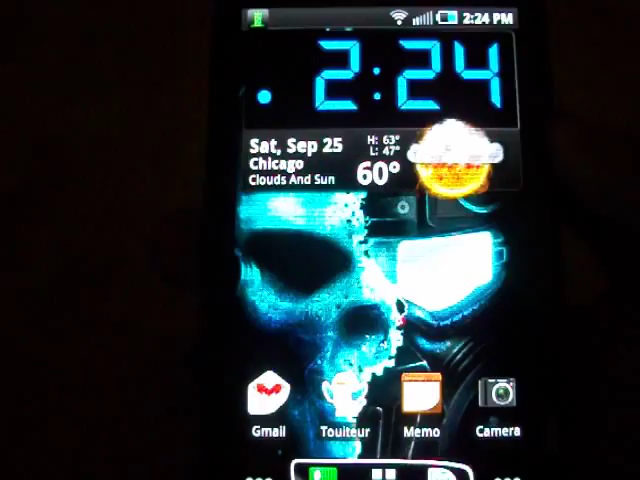 2:24 PM
2:24
Sat, Sep 25
H: 63°
L: 47°
Chicago
Clouds And Sun
60°
Gmail
Touiteur
Memo
Camera